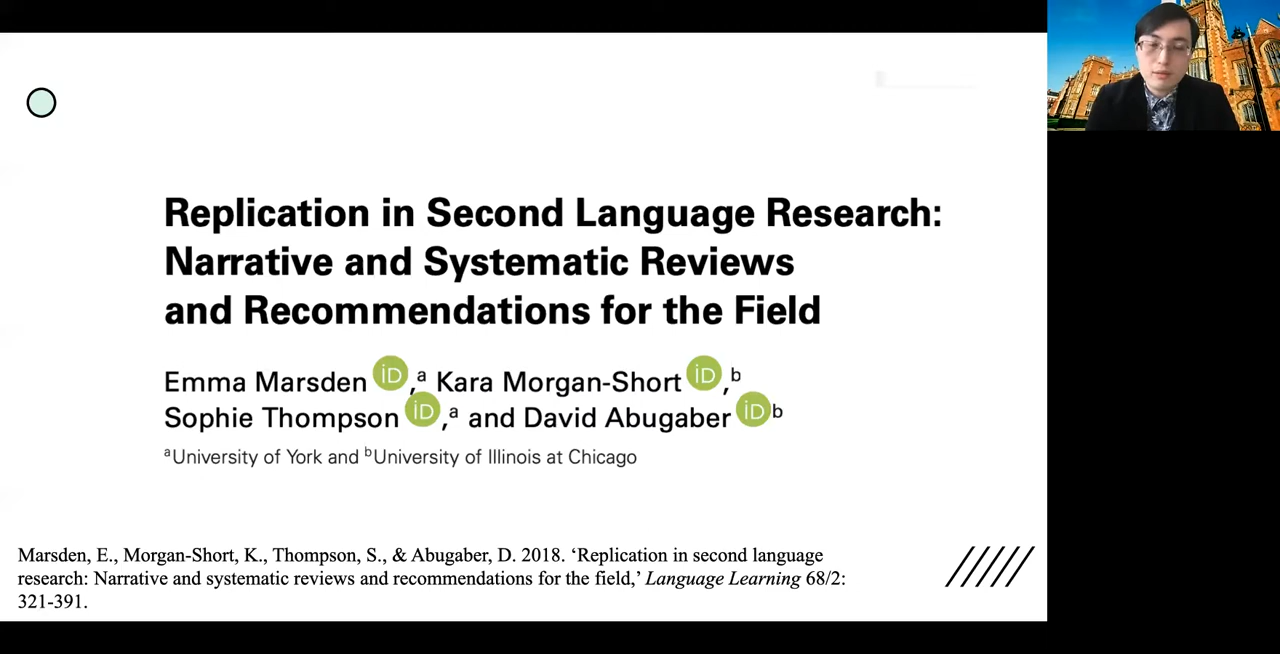 Replication in Second Language Research:
Narrative and Systematic Reviews
and Recommendations for the Field
Emma Marsden iD,a Kara Morgan-Short iD,b
Sophie Thompson iD,a and David Abugaber iD b
aUniversity of York and bUniversity of Illinois at Chicago
Marsden, E., Morgan-Short, K., Thompson, S., & Abugaber, D. 2018. ‘Replication in second language
research: Narrative and systematic reviews and recommendations for the field,’ Language Learning 68/2:
321-391.